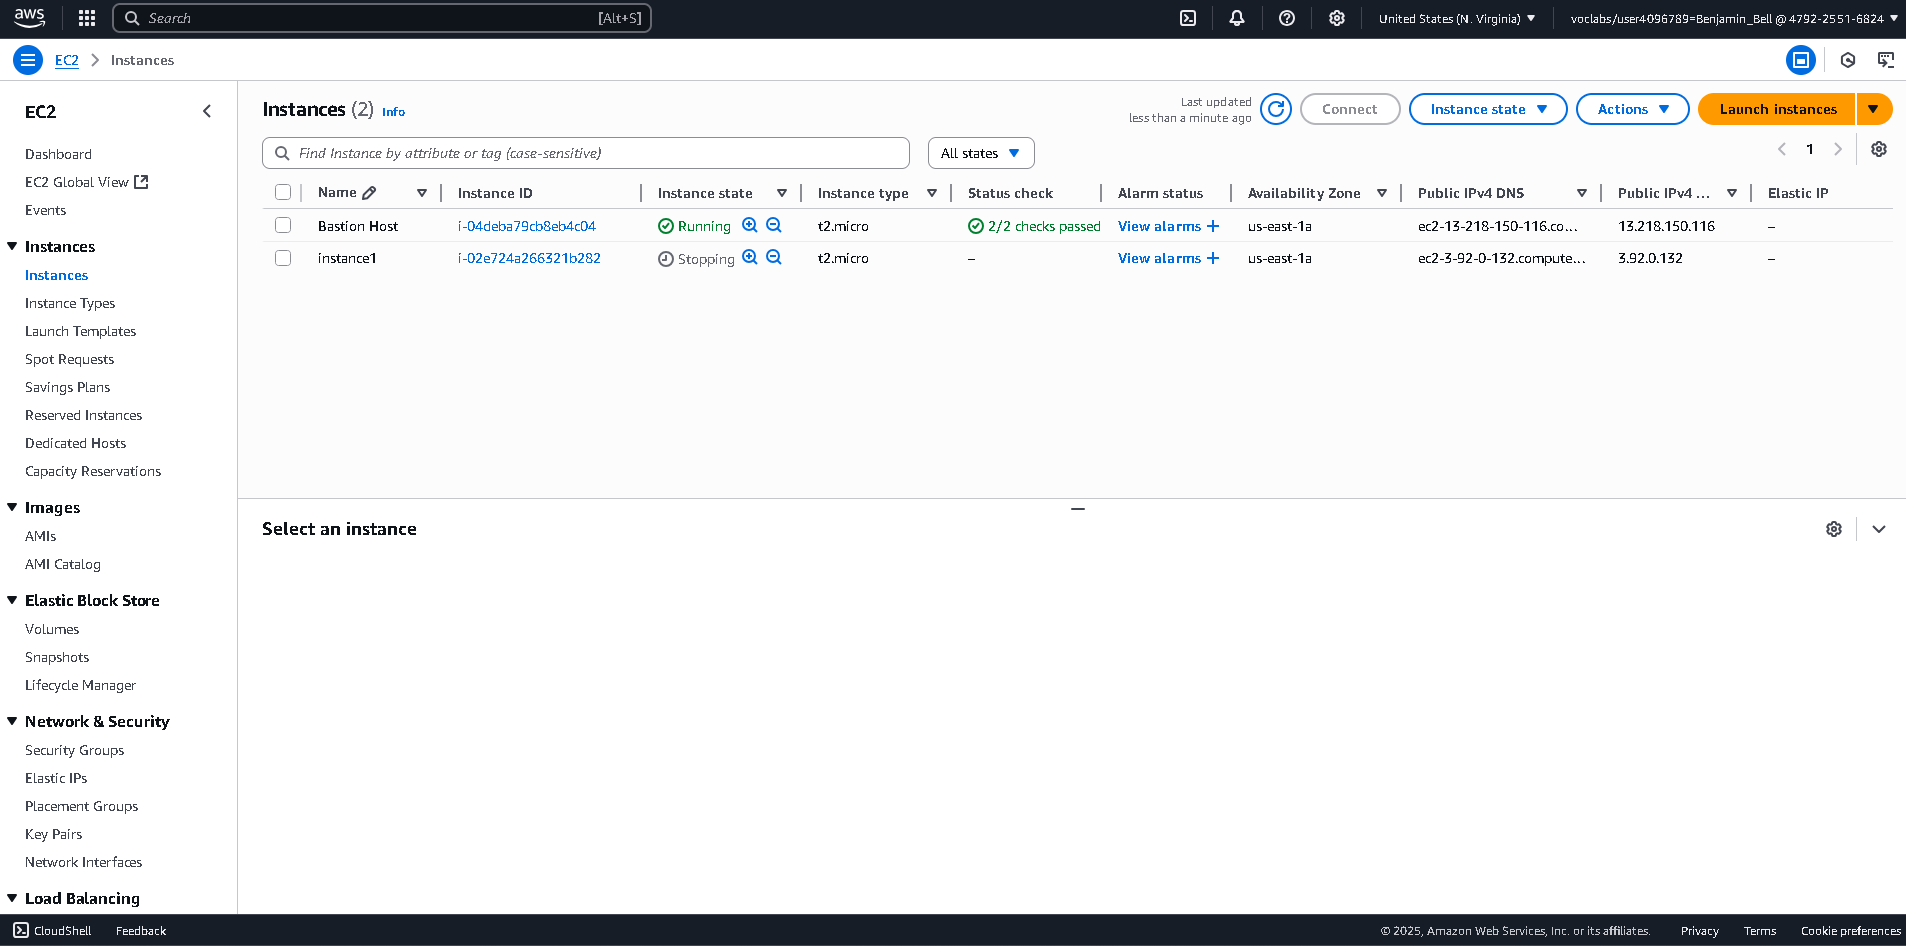 aws
Search [Alt+S]
United States (N. Virginia)
voclabs/user4096789=Benjamin_Bell @ 4792-2551-6824
EC2 Instances
EC2
Dashboard
EC2 Global View
Events
Instances
Instances
Instance Types
Launch Templates
Spot Requests
Savings Plans
Reserved Instances
Dedicated Hosts
Capacity Reservations
Images
AMIs
AMI Catalog
Elastic Block Store
Volumes
Snapshots
Lifecycle Manager
Network & Security
Security Groups
Elastic IPs
Placement Groups
Key Pairs
Network Interfaces
Load Balancing
Instances (2) Info
Last updated
less than a minute ago
Connect Instance state Actions Launch instances
Find Instance by attribute or tag (case-sensitive) All states 1
Name Instance ID Instance state Instance type Status check Alarm status Availability Zone Public IPv4 DNS Public IPv4 ... Elastic IP
Bastion Host i-04deba79cb8eb4c04 Running t2.micro 2/2 checks passed View alarms + us-east-1a ec2-13-218-150-116.co... 13.218.150.116 –
instance1 i-02e724a266321b282 Stopping t2.micro – View alarms + us-east-1a ec2-3-92-0-132.compute... 3.92.0.132 –
Select an instance
CloudShell Feedback
© 2025, Amazon Web Services, Inc. or its affiliates. Privacy Terms Cookie preferences